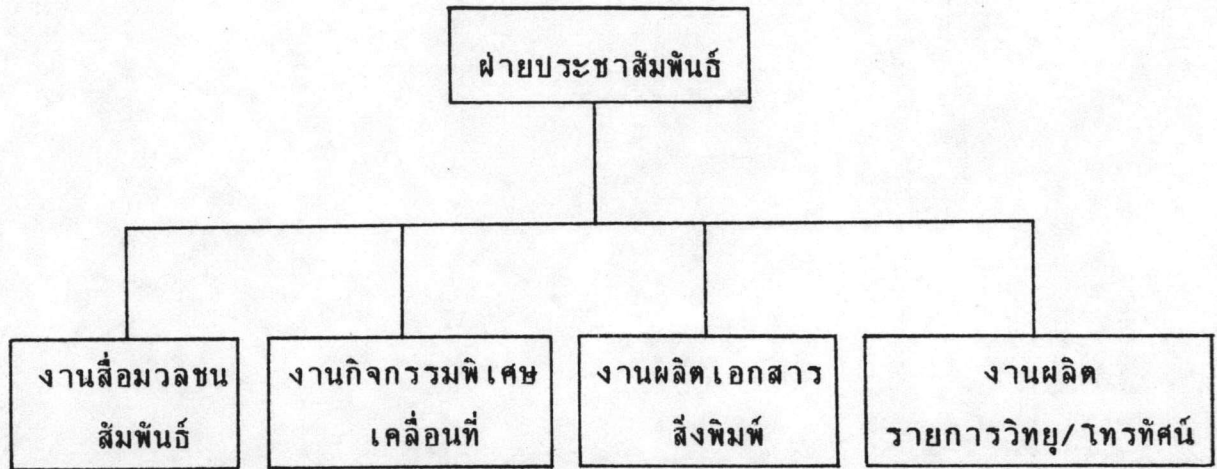 ฝ่ายประชาสัมพันธ์
งานสื่อมวลชน
สัมพันธ์
งานกิจกรรมพิเศษ
เคลื่อนที่
งานผลิตเอกสาร
สิ่งพิมพ์
งานผลิต
รายการวิทยุ/โทรทัศน์